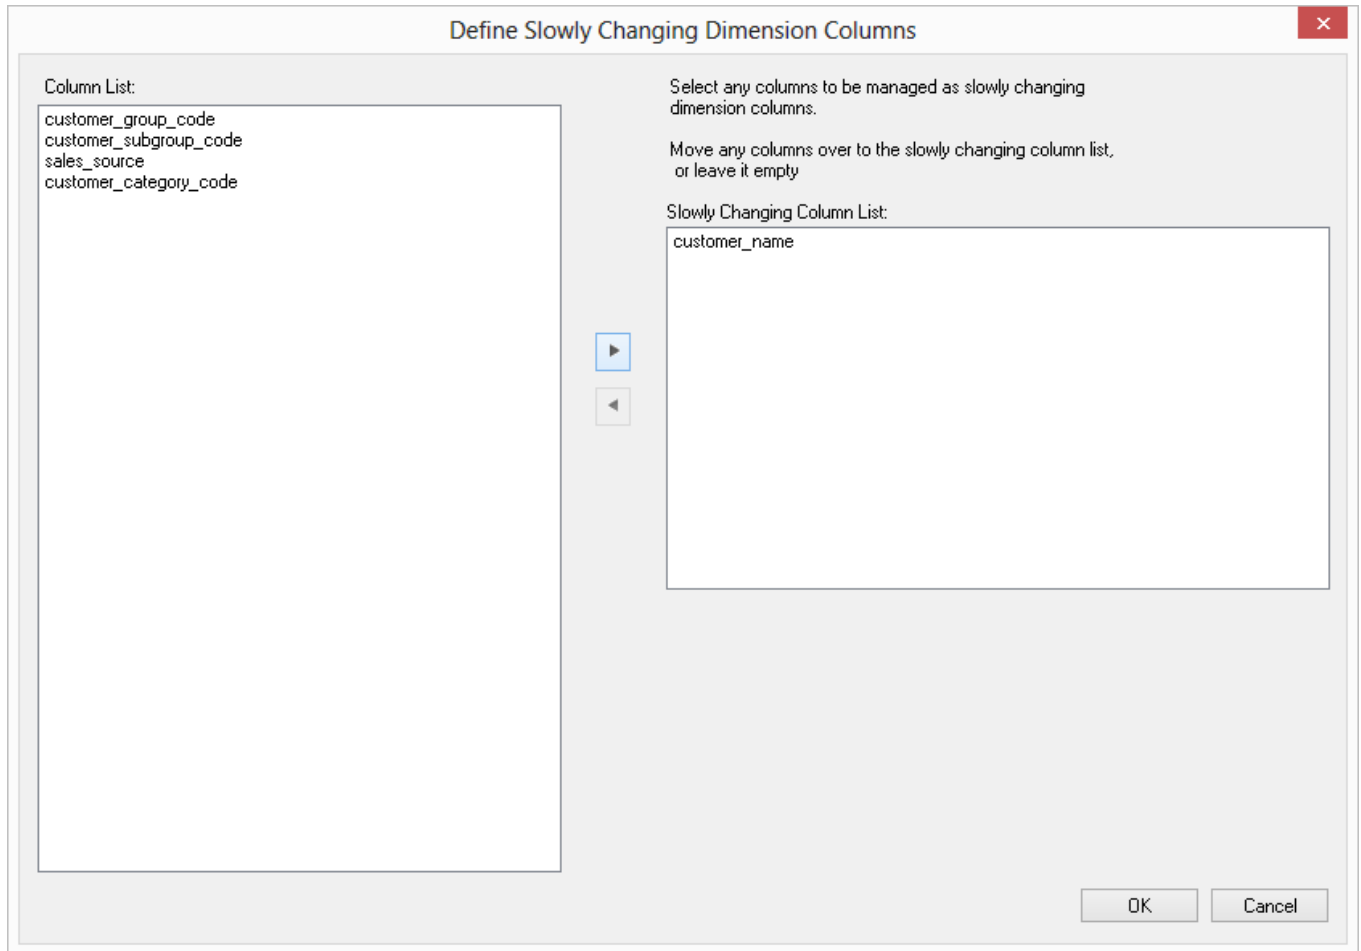 Define Slowly Changing Dimension Columns
Column List:
customer_group_code
customer_subgroup_code
sales_source
customer_category_code
Select any columns to be managed as slowly changing
dimension columns.
Move any columns over to the slowly changing column list,
or leave it empty
Slowly Changing Column List:
customer_name
OK
Cancel